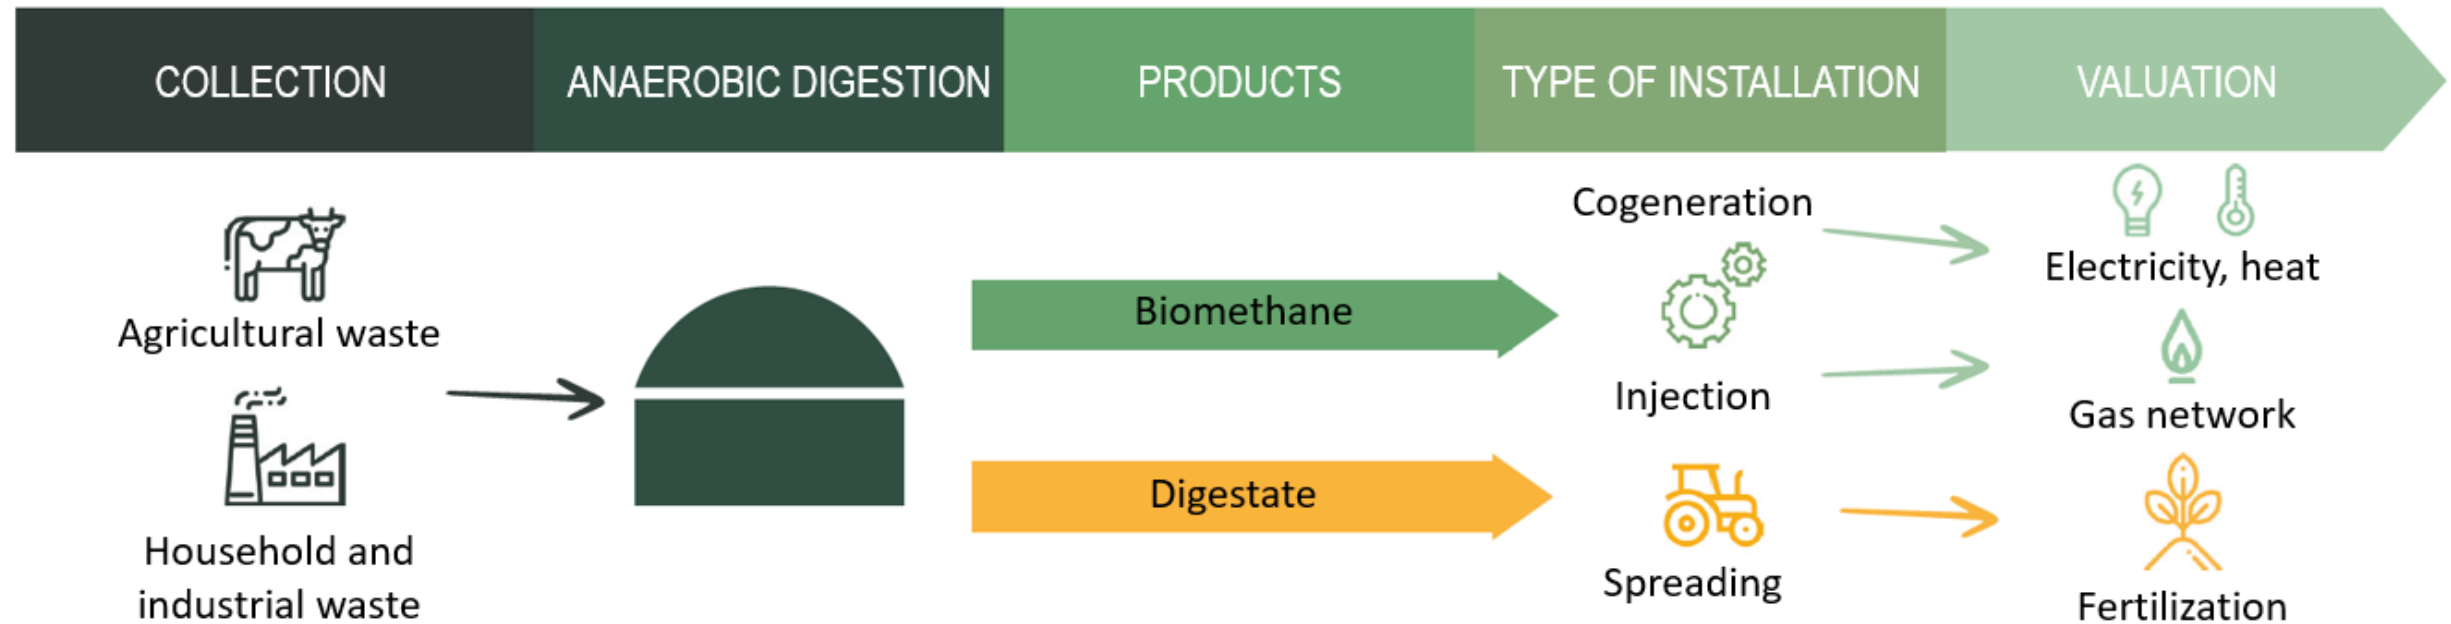 COLLECTION
ANAEROBIC DIGESTION
PRODUCTS
TYPE OF INSTALLATION
VALUATION
Agricultural waste
Household and
industrial waste
Biomethane
Digestate
Cogeneration
Injection
Spreading
Electricity, heat
Gas network
Fertilization